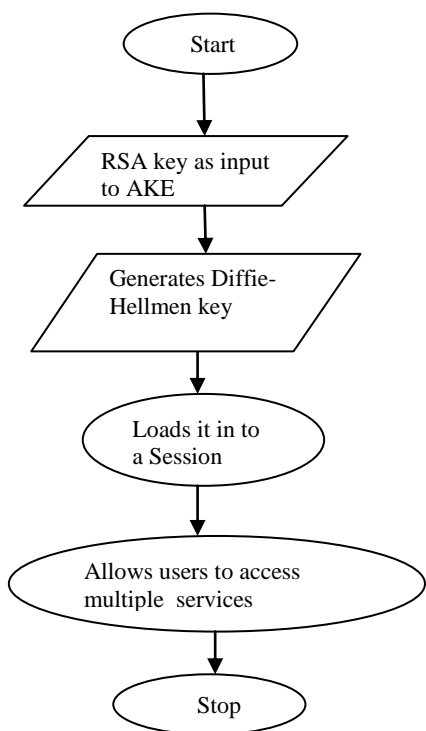 Start
RSA key as input
to AKE
Generates Diffie-
Hellmen key
Loads it in to
a Session
Allows users to access
multiple services
Stop